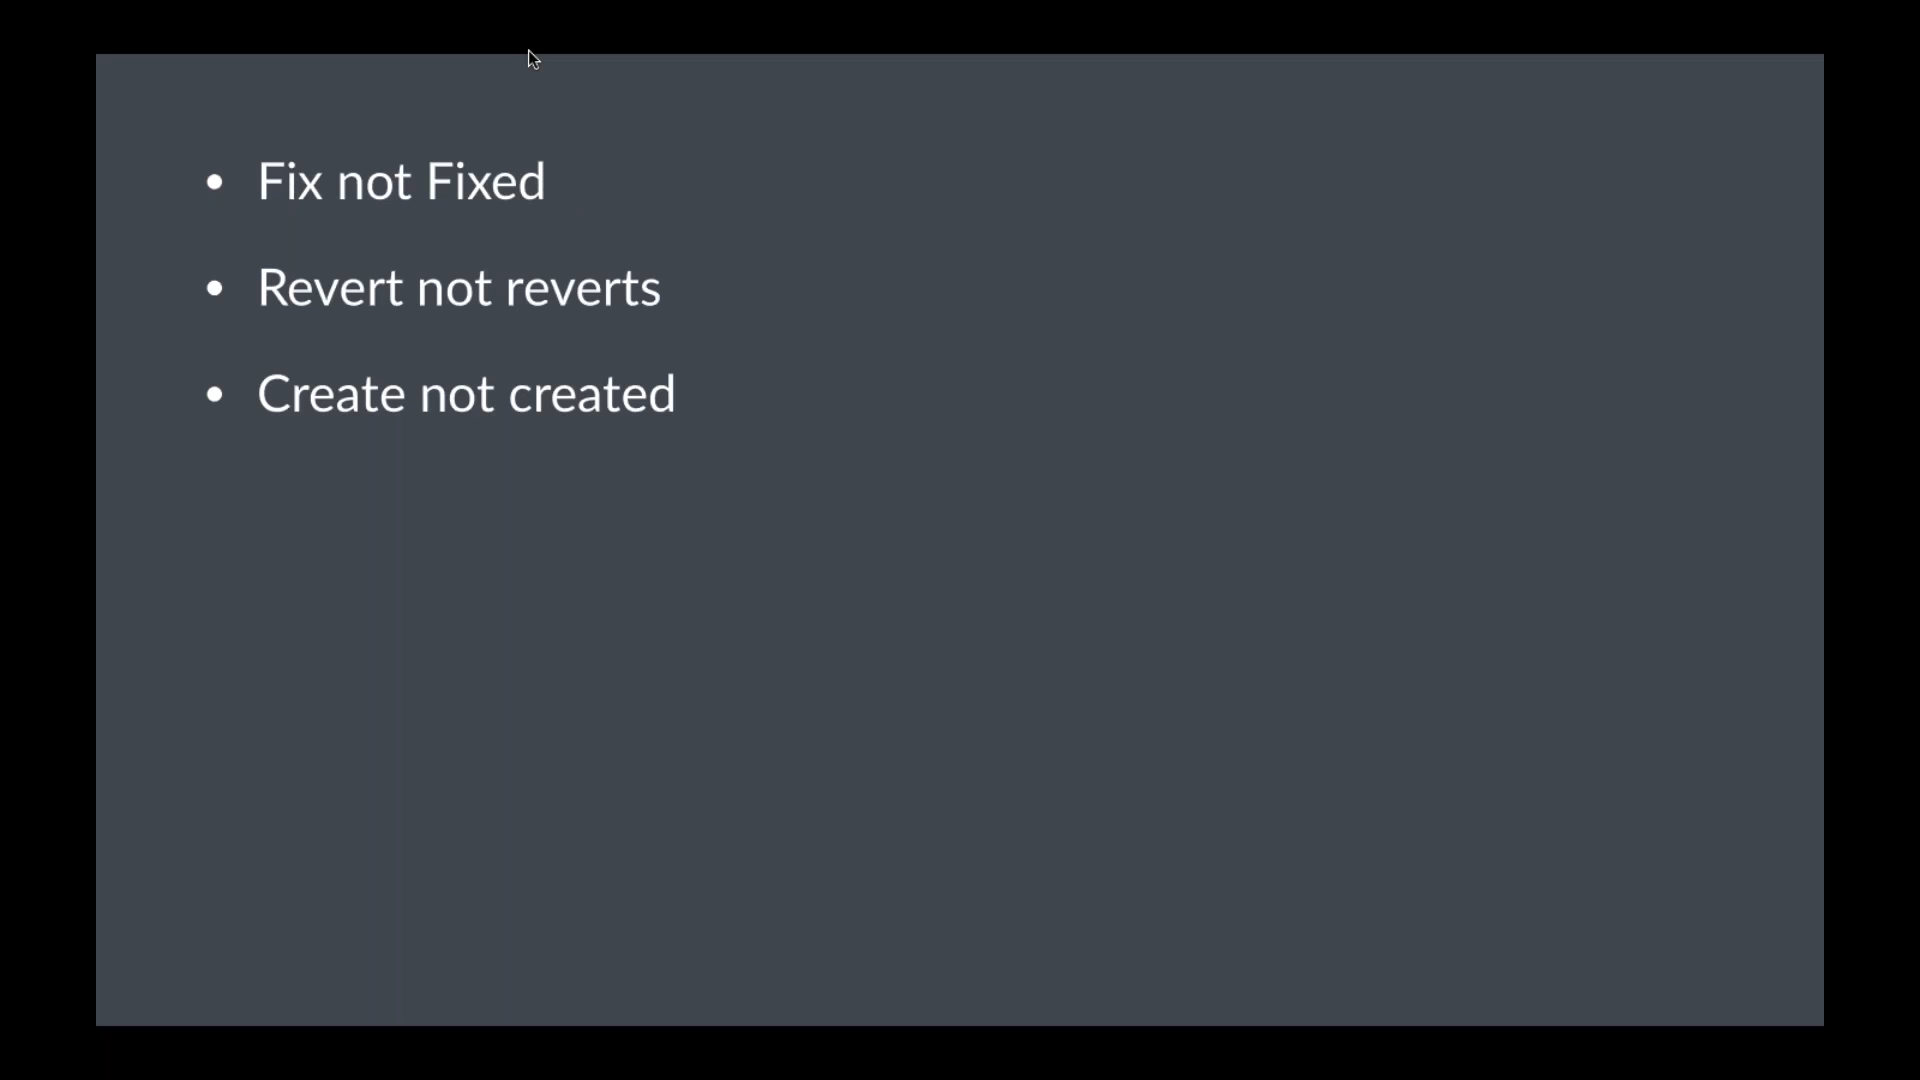 • Fix not Fixed
• Revert not reverts
• Create not created